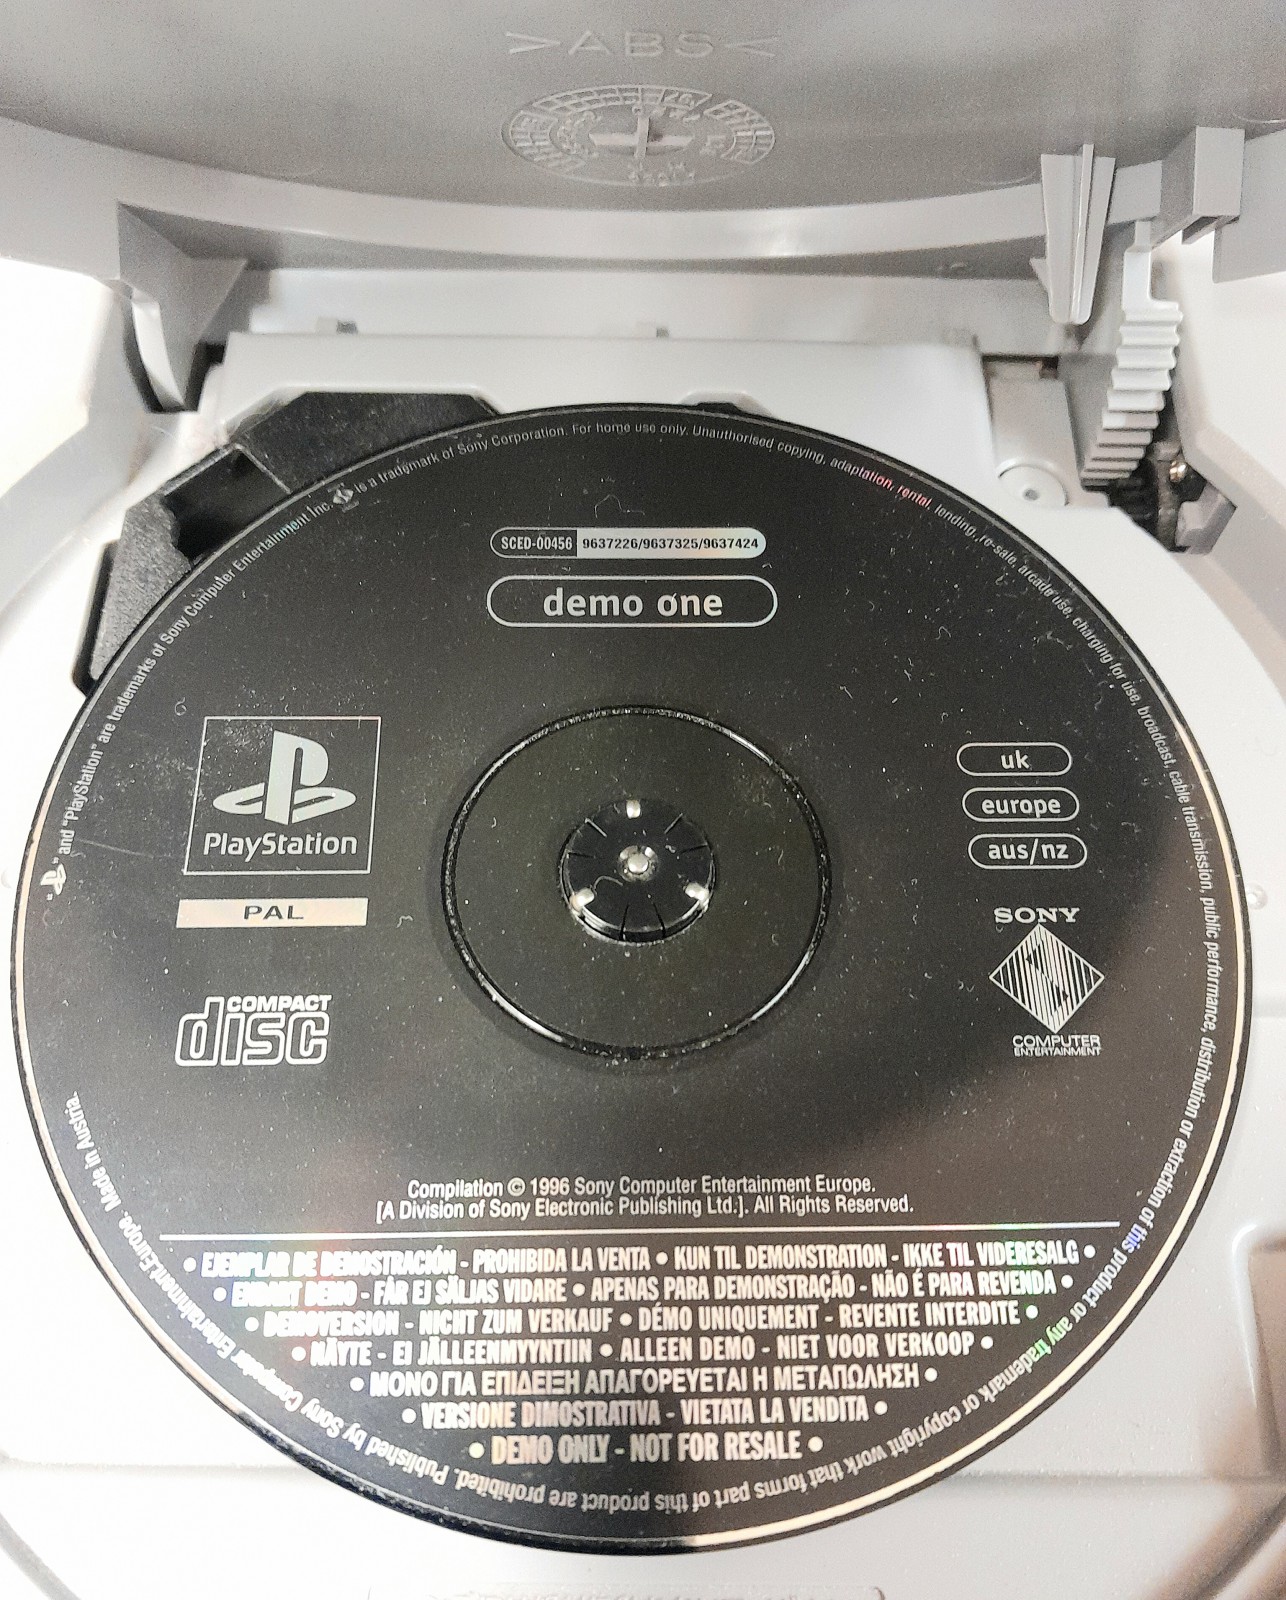 >ABS<
SCED-00456 9637226/9637325/9637424
demo one
PlayStation
PAL
COMPACT
disc
uk
europe
aus/nz
SONY
COMPUTER
ENTERTAINMENT
Compilation © 1996 Sony Computer Entertainment Europe.
[A Division of Sony Electronic Publishing Ltd.]. All Rights Reserved.
• EJEMPLAR DE DEMOSTRACIÓN - PROHIBIDA LA VENTA • KUN TIL DEMONSTRATION - IKKE TIL VIDERESALG •
• ENDART DEMO - FÅR EJ SÄLJAS VIDARE • APENAS PARA DEMONSTRAÇÃO - NÃO É PARA REVENDA •
• DEMOVERSION - NICHT ZUM VERKAUF • DÉMO UNIQUEMENT - REVENTE INTERDITE •
• NÄYTE - EI JÄLLEENMYYNTIIN • ALLEEN DEMO - NIET VOOR VERKOOP •
• ΜΟΝΟ ΓΙΑ ΕΠΙΔΕΙΞΗ ΑΠΑΓΟΡΕΥΕΤΑΙ Η ΜΕΤΑΠΩΛΗΣΗ •
• VERSIONE DIMOSTRATIVA - VIETATA LA VENDITA •
• DEMO ONLY - NOT FOR RESALE •
" and "PlayStation" are trademarks of Sony Computer Entertainment Inc. is a trademark of Sony Corporation. For home use only. Unauthorised copying, adaptation, rental, lending, re-sale, arcade use, charging for use, broadcast, cable transmission, public performance, distribution or extraction of this product or any trademark or copyright work that forms part of this product are prohibited. Published by Sony Computer Entertainment Europe. Made in Austria.